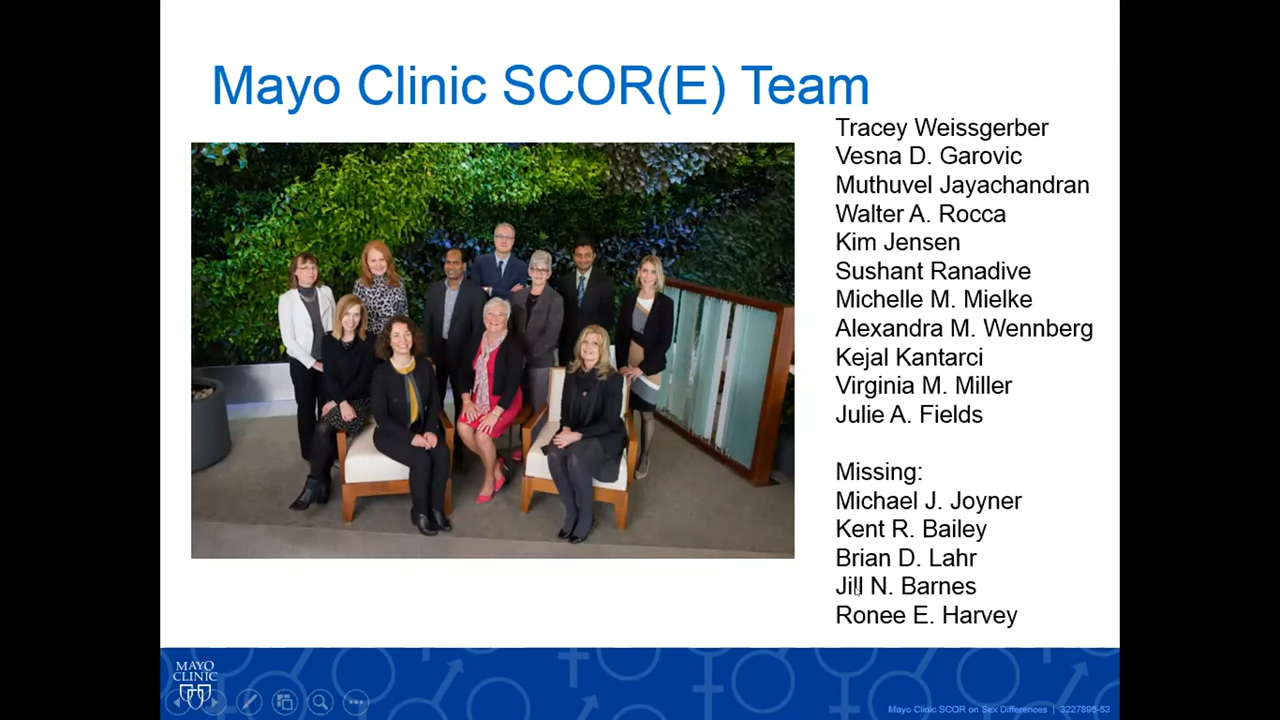 Mayo Clinic SCOR(E) Team
Tracey Weissgerber
Vesna D. Garovic
Muthuvel Jayachandran
Walter A. Rocca
Kim Jensen
Sushant Ranadive
Michelle M. Mielke
Alexandra M. Wennberg
Kejal Kantarci
Virginia M. Miller
Julie A. Fields
Missing:
Michael J. Joyner
Kent R. Bailey
Brian D. Lahr
Jill N. Barnes
Ronee E. Harvey
MAYO
CLINIC
Mayo Clinic SCOR on Sex Differences | 3227895-53